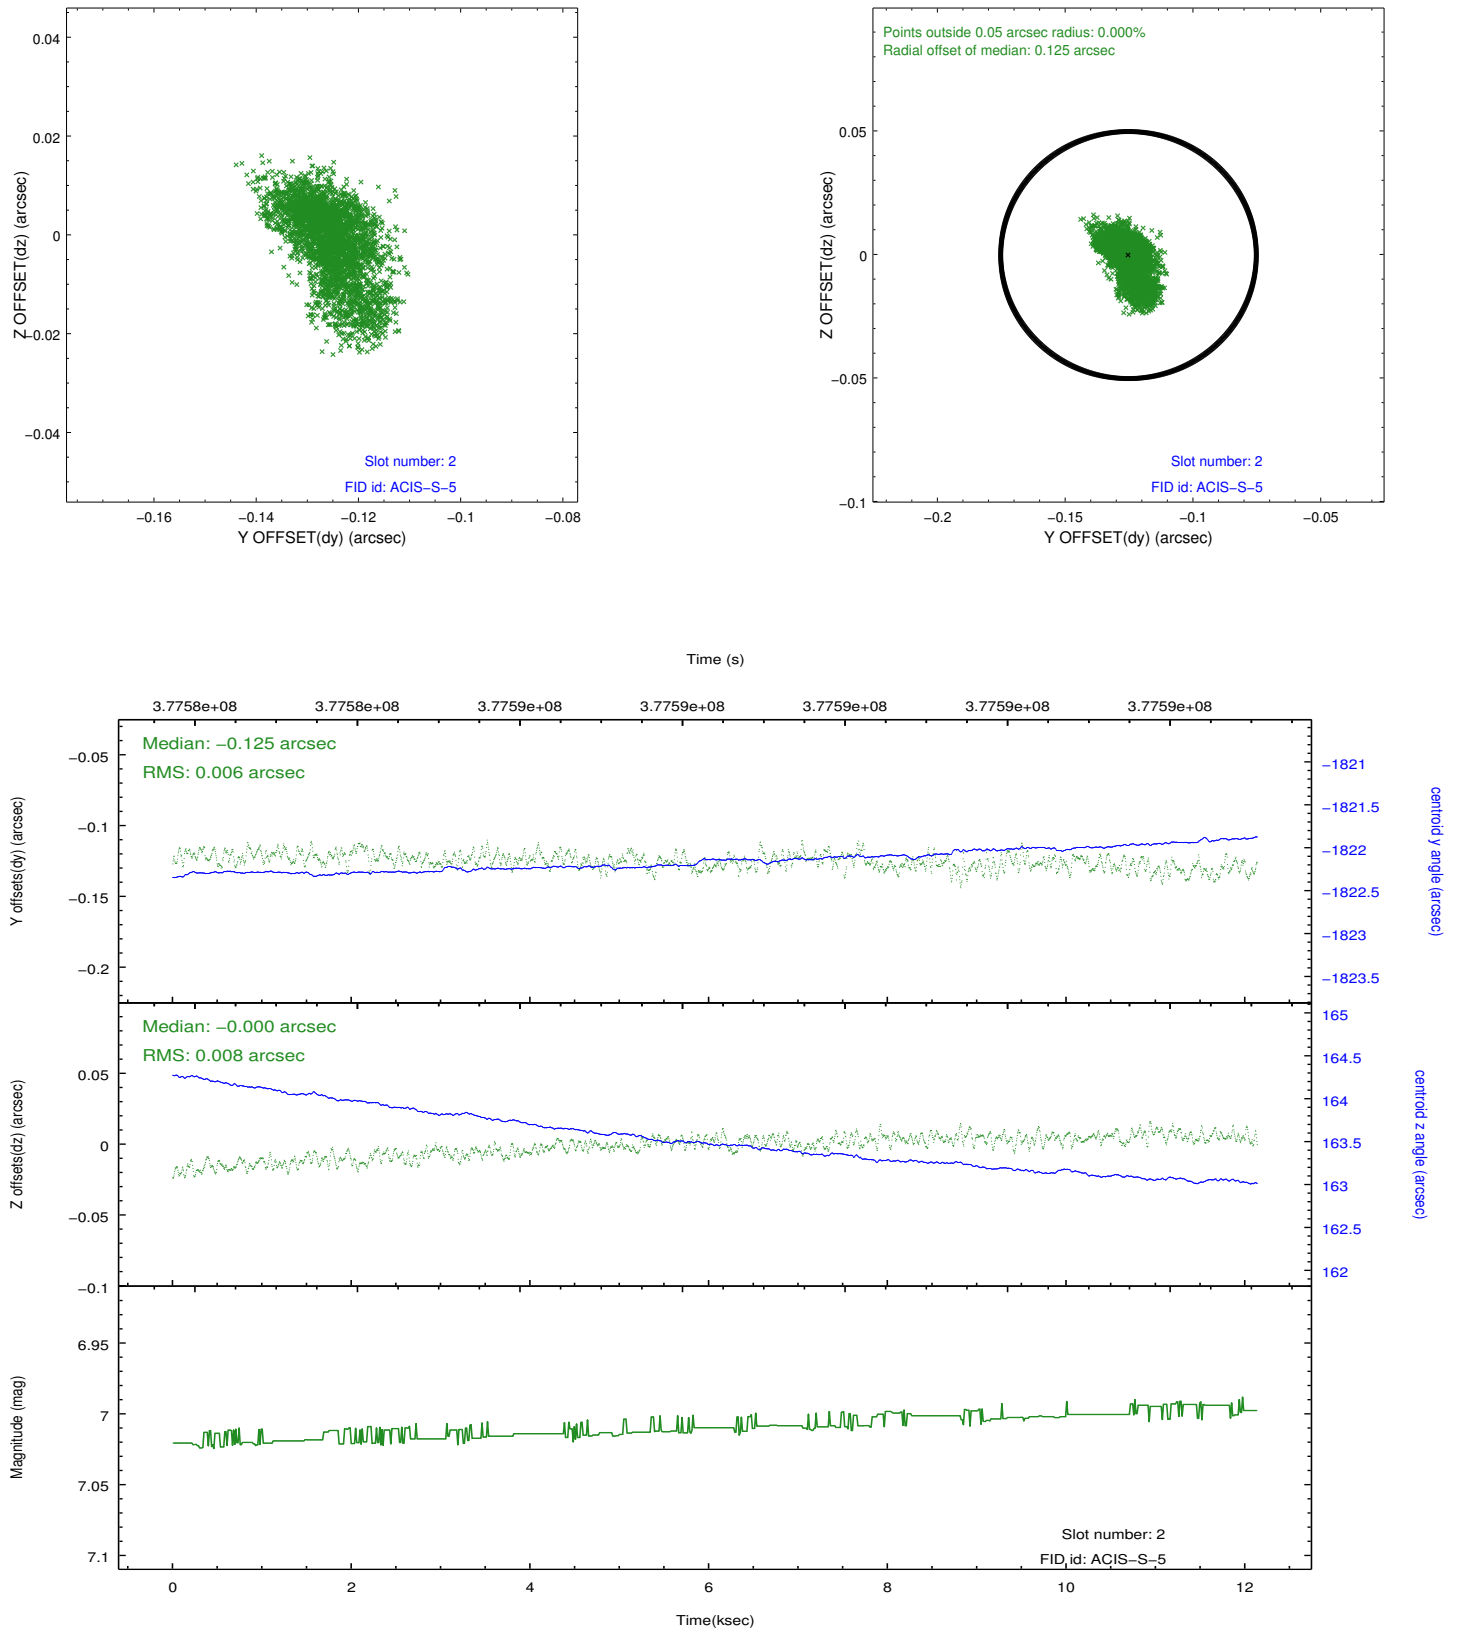 0.04
0.02
0
−0.02
−0.04
Z OFFSET(dz) (arcsec)
Slot number: 2
FID id: ACIS−S−5
−0.16
−0.14
−0.12
−0.1
−0.08
Y OFFSET(dy) (arcsec)
Points outside 0.05 arcsec radius: 0.000%
Radial offset of median: 0.125 arcsec
0.05
0
−0.05
−0.1
Z OFFSET(dz) (arcsec)
Slot number: 2
FID id: ACIS−S−5
−0.2
−0.15
−0.1
−0.05
Y OFFSET(dy) (arcsec)
Time (s)
3.7758e+08
3.7758e+08
3.7759e+08
3.7759e+08
3.7759e+08
3.7759e+08
3.7759e+08
Median: −0.125 arcsec
RMS: 0.006 arcsec
−0.05
−0.1
−0.15
−0.2
Y offsets(dy) (arcsec)
−1821
−1821.5
−1822
−1822.5
−1823
−1823.5
centroid y angle (arcsec)
Median: −0.000 arcsec
RMS: 0.008 arcsec
0.05
0
−0.05
−0.1
Z offsets(dz) (arcsec)
165
164.5
164
163.5
163
162.5
162
centroid z angle (arcsec)
6.95
7
7.05
7.1
Magnitude (mag)
Slot number: 2
FID id: ACIS−S−5
0
2
4
6
8
10
12
Time(ksec)